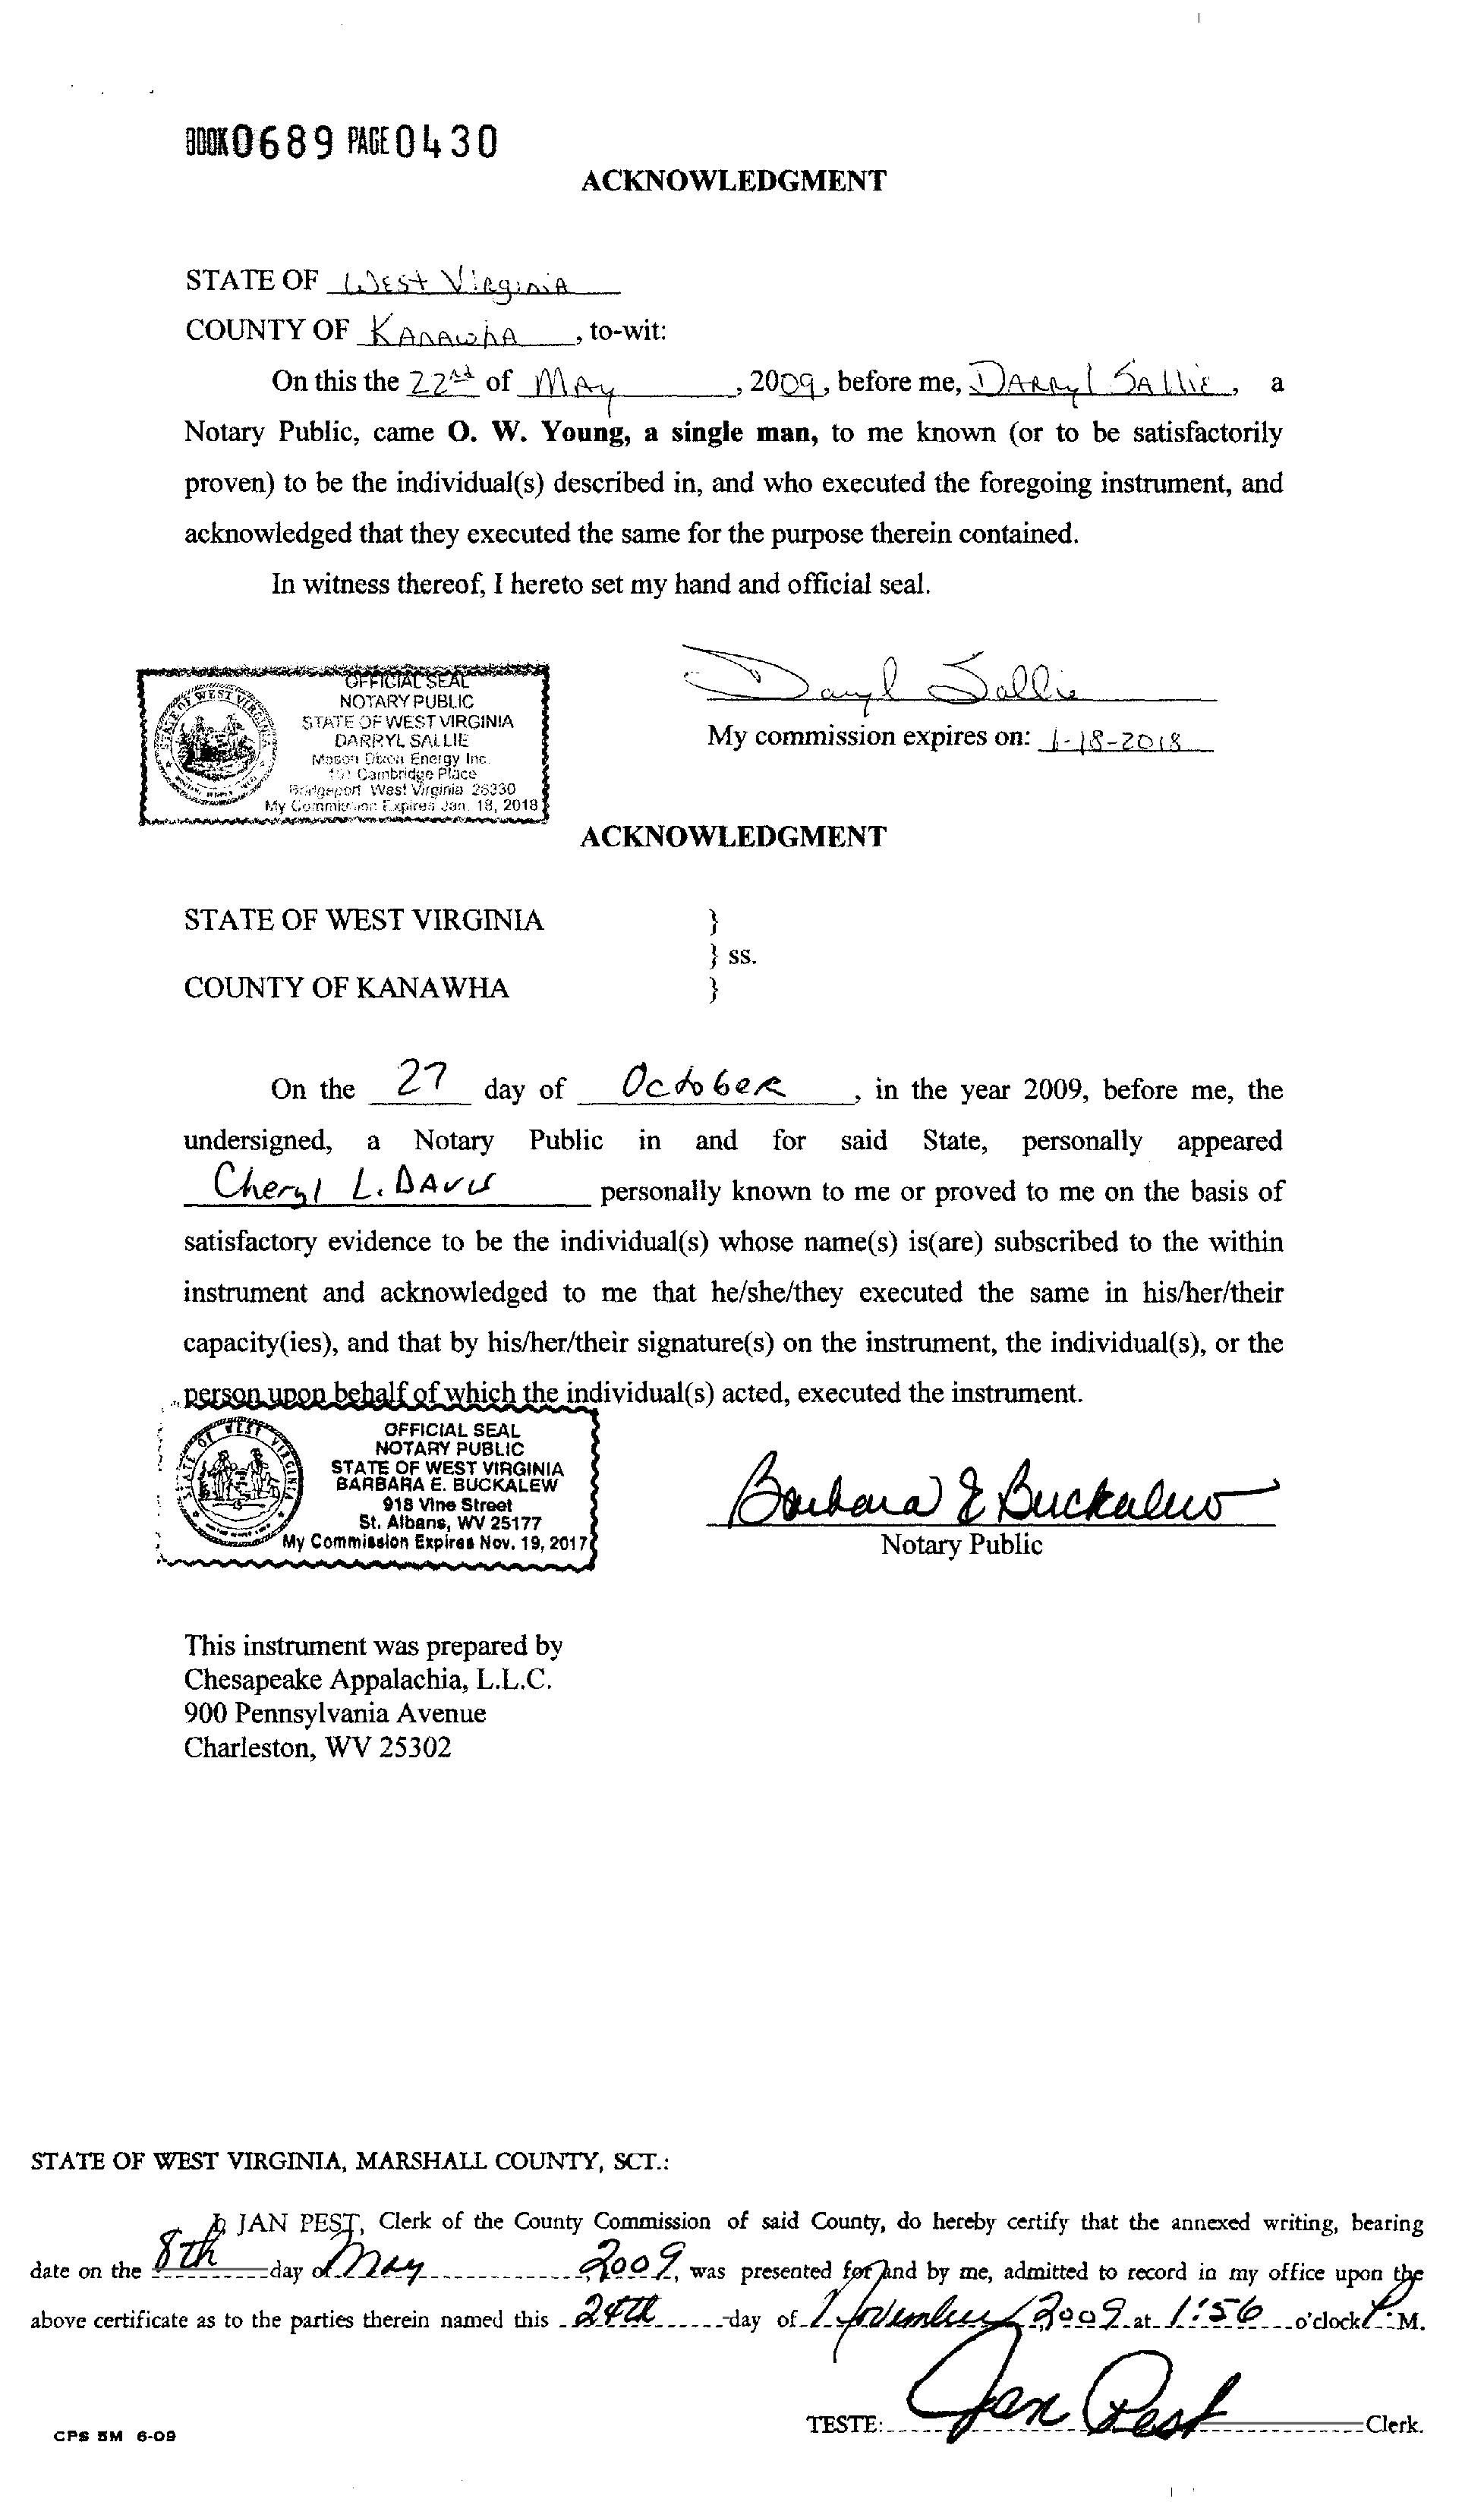 BOOK 0689 PAGE 0430
ACKNOWLEDGMENT
STATE OF West Virginia
COUNTY OF Kanawha, to-wit:
On this the 22nd of May, 2009, before me, Darryl Sallie, a
Notary Public, came O. W. Young, a single man, to me known (or to be satisfactorily
proven) to be the individual(s) described in, and who executed the foregoing instrument, and
acknowledged that they executed the same for the purpose therein contained.
In witness thereof, I hereto set my hand and official seal.
Darryl Sallie
My commission expires on: 1-18-2018
STATE OF WEST VIRGINIA
OFFICIAL SEAL
NOTARY PUBLIC
STATE OF WEST VIRGINIA
DARRYL SALLIE
Mason Dixon Energy Inc.
Cambridge Place
Bridgeport West Virginia 26330
My Commission Expires Jan. 18, 2018
ACKNOWLEDGMENT
STATE OF WEST VIRGINIA }
} ss.
COUNTY OF KANAWHA }
On the 27 day of October, in the year 2009, before me, the
undersigned, a Notary Public in and for said State, personally appeared
Cheryl L. Davis personally known to me or proved to me on the basis of
satisfactory evidence to be the individual(s) whose name(s) is(are) subscribed to the within
instrument and acknowledged to me that he/she/they executed the same in his/her/their
capacity(ies), and that by his/her/their signature(s) on the instrument, the individual(s), or the
person upon behalf of which the individual(s) acted, executed the instrument.
STATE OF WEST VIRGINIA
OFFICIAL SEAL
NOTARY PUBLIC
STATE OF WEST VIRGINIA
BARBARA E. BUCKALEW
918 Vine Street
St. Albans, WV 25177
My Commission Expires Nov. 19, 2017
Barbara E Buckalew
Notary Public
This instrument was prepared by
Chesapeake Appalachia, L.L.C.
900 Pennsylvania Avenue
Charleston, WV 25302
STATE OF WEST VIRGINIA, MARSHALL COUNTY, SCT.:
I, JAN PEST, Clerk of the County Commission of said County, do hereby certify that the annexed writing, bearing
date on the 8th day of May, 2009, was presented for and by me, admitted to record in my office upon the
above certificate as to the parties therein named this 24th day of November, 2009 at 1:56 o'clock P.M.
TESTE: Jan Pest Clerk.
CPS 5M 6-09